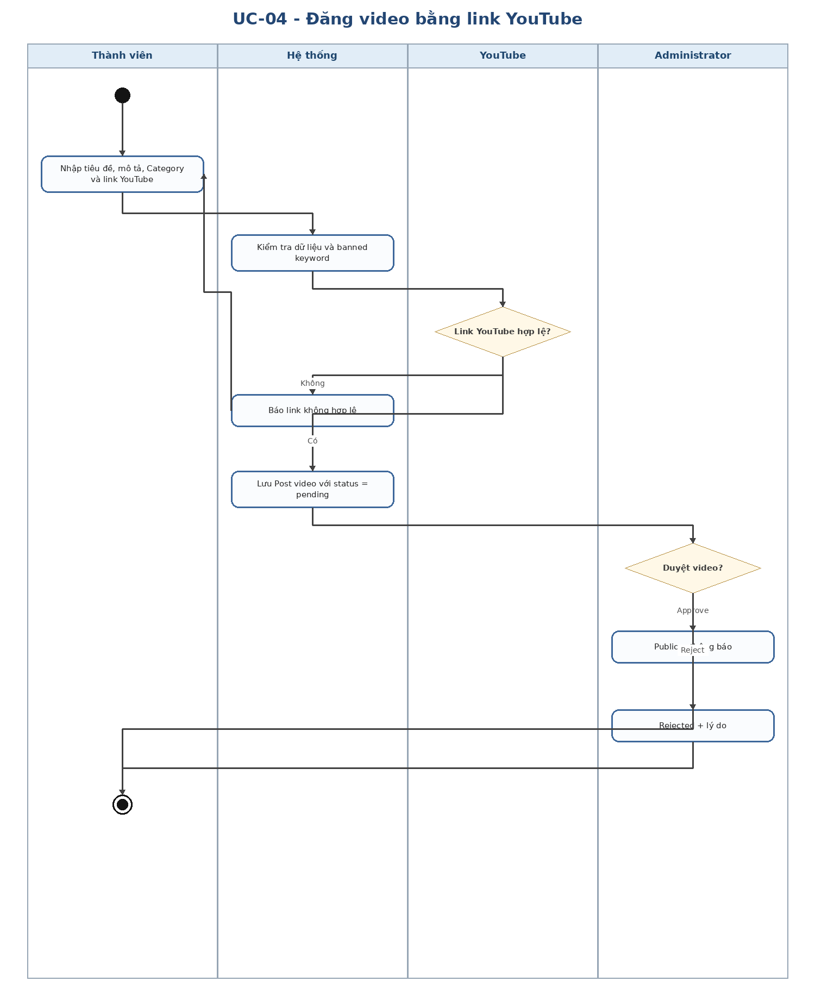 UC-04 - Đăng video bằng link YouTube
Thành viên
Hệ thống
YouTube
Administrator
Nhập tiêu đề, mô tả, Category
và link YouTube
Kiểm tra dữ liệu và banned
keyword
Link YouTube hợp lệ?
Không
Báo link không hợp lệ
Có
Lưu Post video với status =
pending
Duyệt video?
Approve
Public báo
Reject
Rejected + lý do